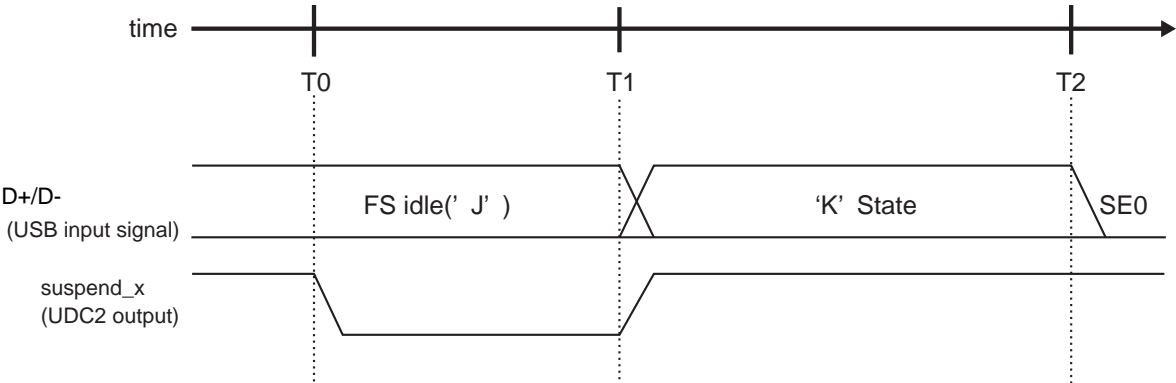 time
T0 T1 T2
D+/D-
(USB input signal)
FS idle(' J' )
‘K’ State
SE0
suspend_x
(UDC2 output)